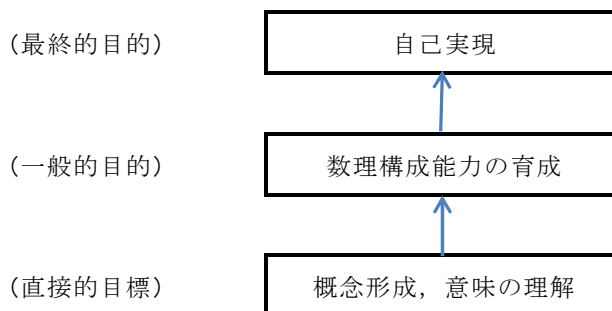 (最終的目的) 自己実現
(一般的目的) 数理構成能力の育成
(直接的目標) 概念形成，意味の理解